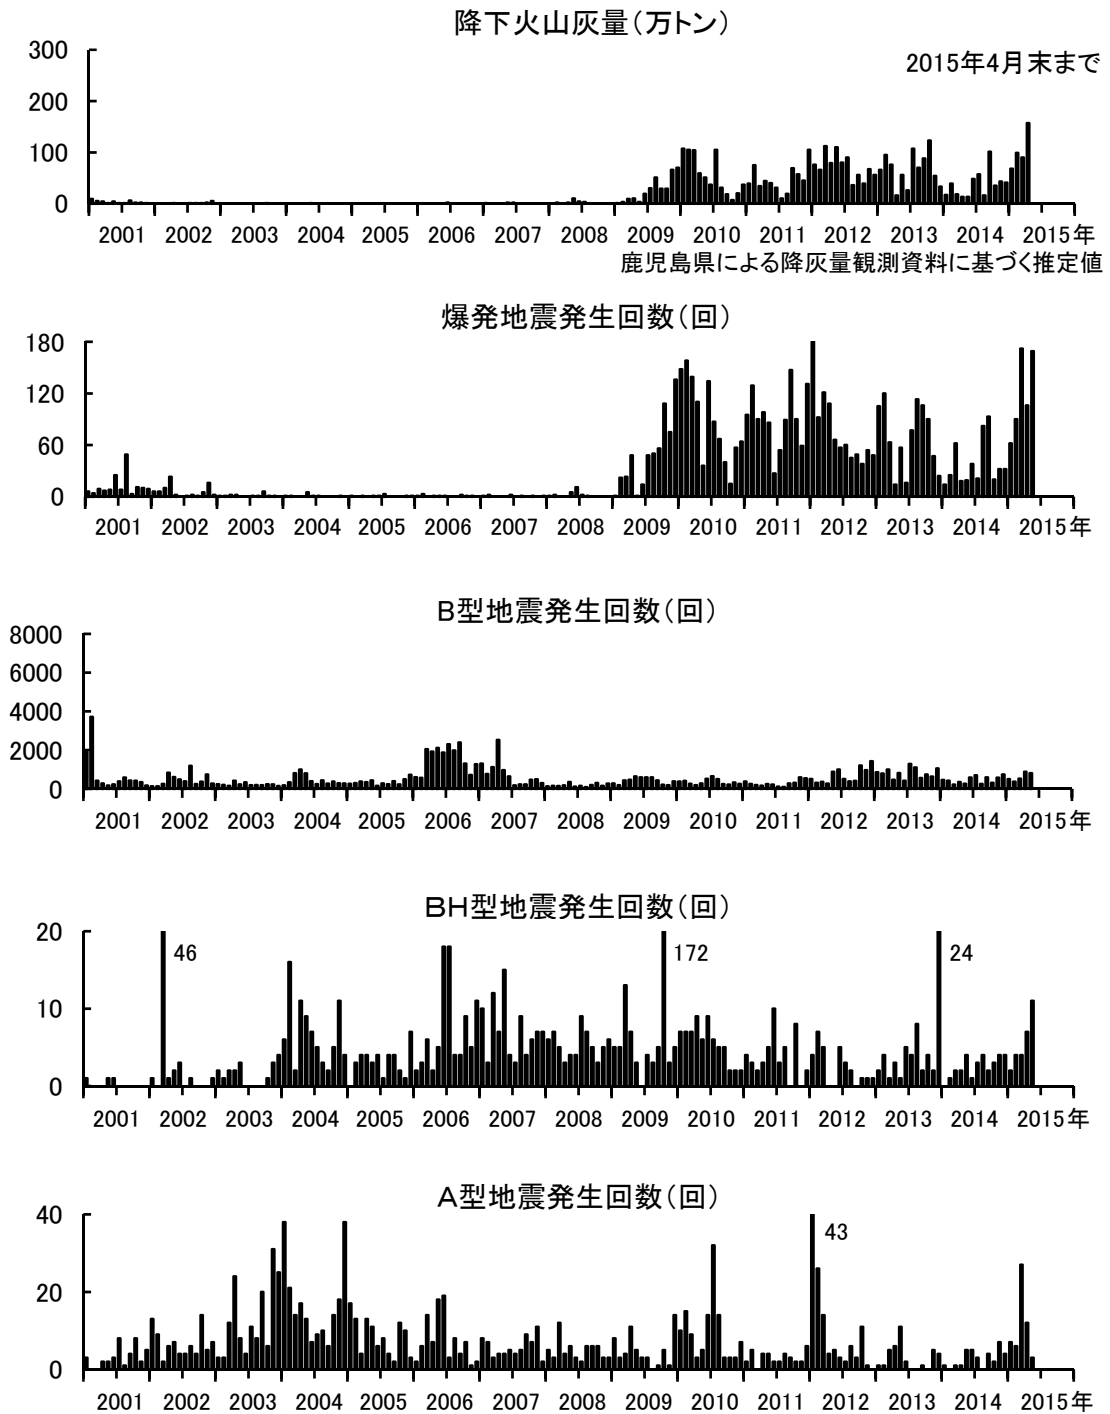 降下火山灰量（万トン）
300
2015年4月末まで
200
100
0
2001 2002 2003 2004 2005 2006 2007 2008 2009 2010 2011 2012 2013 2014 2015年
鹿児島県による降灰量観測資料に基づく推定値
爆発地震発生回数（回）
180
120
60
0
2001 2002 2003 2004 2005 2006 2007 2008 2009 2010 2011 2012 2013 2014 2015年
Ｂ型地震発生回数（回）
8000
6000
4000
2000
0
2001 2002 2003 2004 2005 2006 2007 2008 2009 2010 2011 2012 2013 2014 2015年
ＢＨ型地震発生回数（回）
20
46 172 24
10
0
2001 2002 2003 2004 2005 2006 2007 2008 2009 2010 2011 2012 2013 2014 2015年
Ａ型地震発生回数（回）
40
43
20
0
2001 2002 2003 2004 2005 2006 2007 2008 2009 2010 2011 2012 2013 2014 2015年